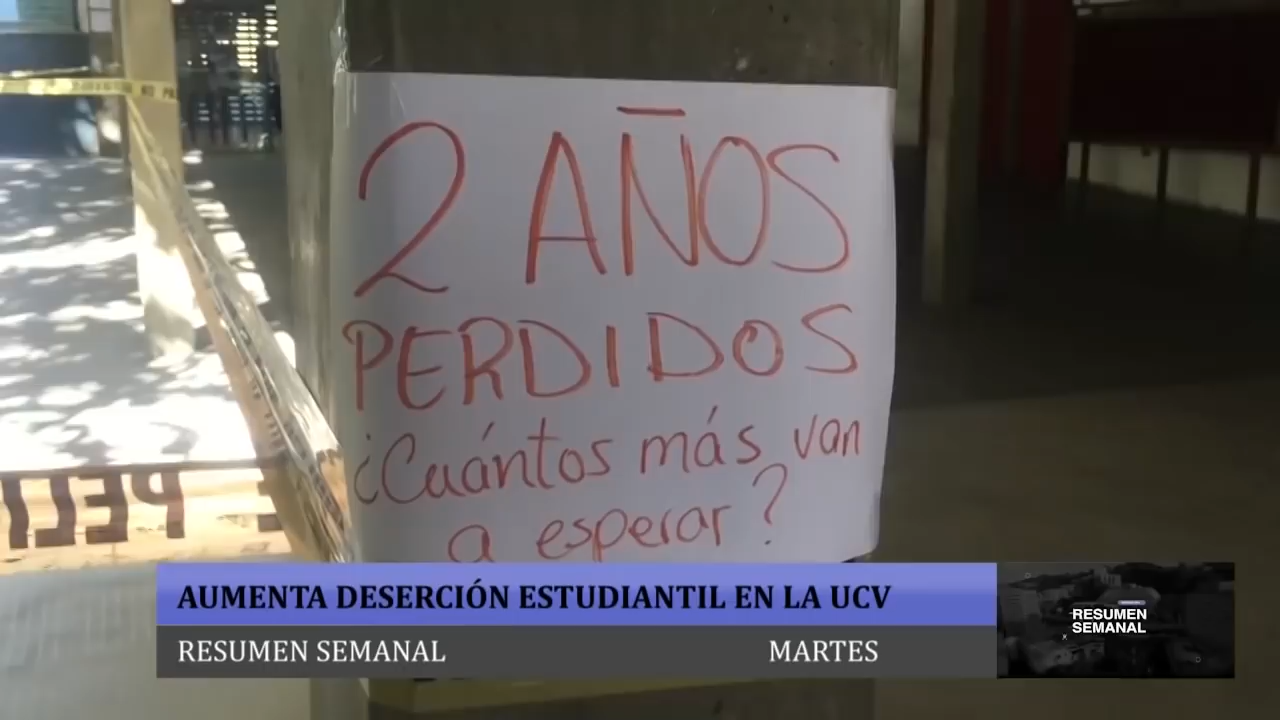 2 AÑOS
PERDIDOS
¿Cuántos más van
a esperar?
AUMENTA DESERCIÓN ESTUDIANTIL EN LA UCV
RESUMEN SEMANAL MARTES
RESUMEN
SEMANAL